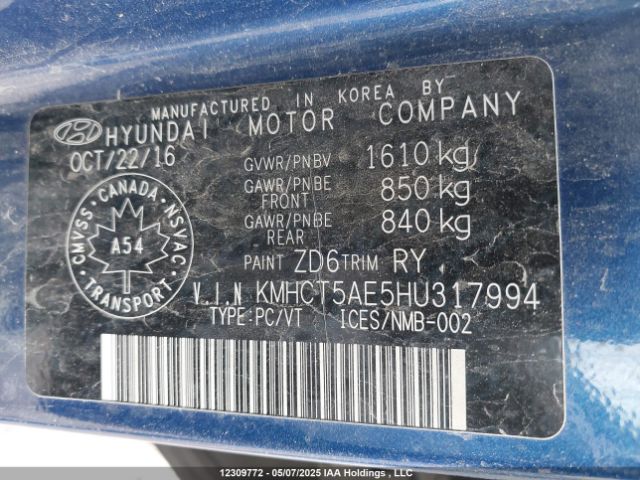 MANUFACTURED IN KOREA BY
HYUNDAI MOTOR COMPANY
OCT/22/16
GVWR/PNBV 1610 kg
GAWR/PNBE FRONT 850 kg
GAWR/PNBE REAR 840 kg
CANADA
CMVSS NSVAC
A54
TRANSPORT
PAINT ZD6 TRIM RY
V.I.N KMHCT5AE5HU317994
TYPE:PC/VT ICES/NMB-002
12309772 - 05/07/2025 IAA Holdings , LLC